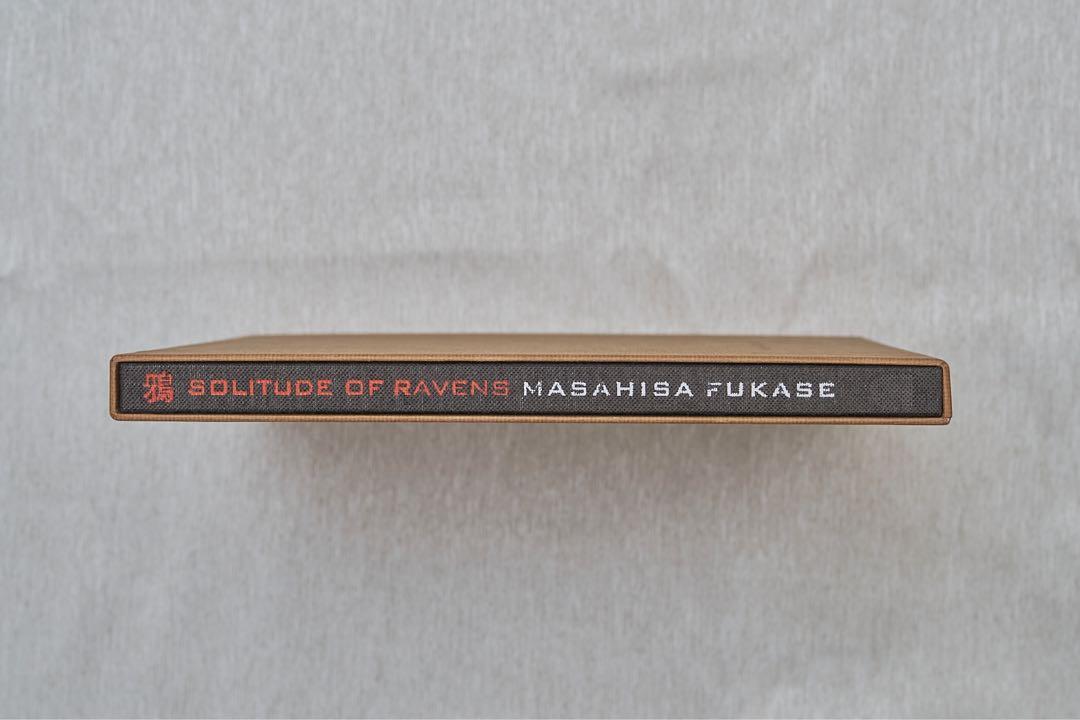 鴉 SOLITUDE OF RAVENS MASAHISA FUKASE